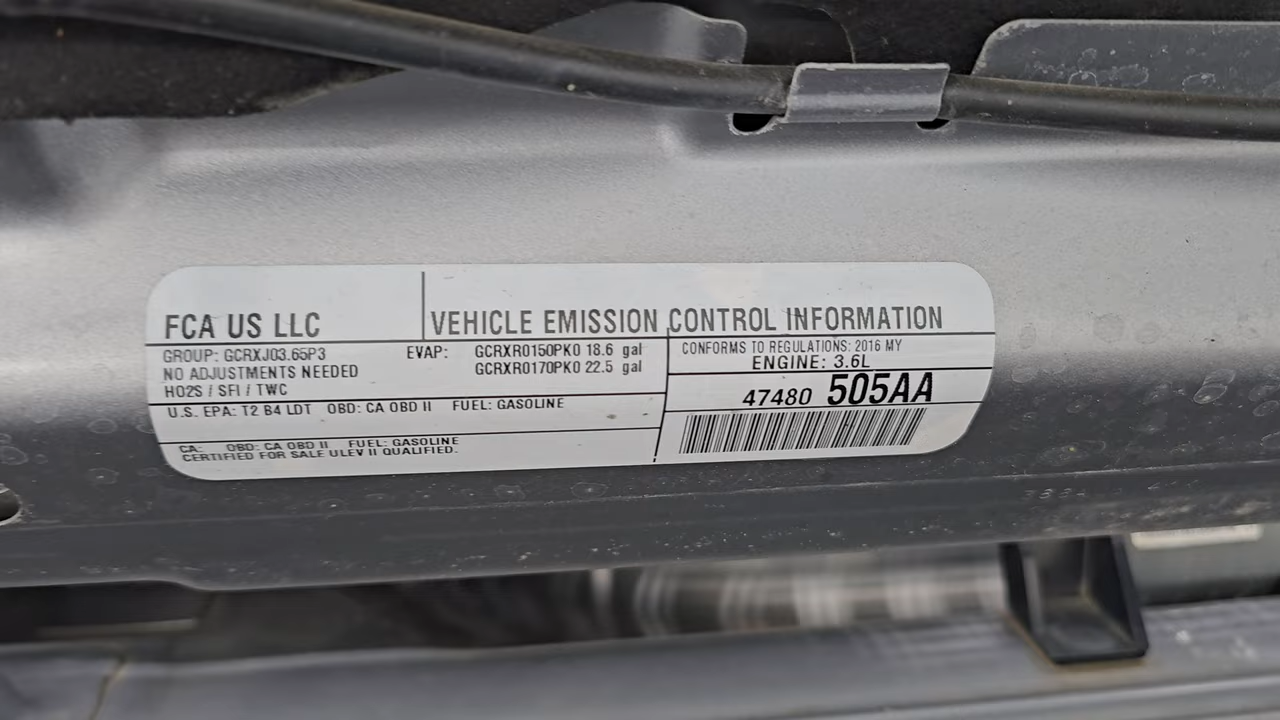 FCA US LLC
VEHICLE EMISSION CONTROL INFORMATION
GROUP: GCRXJ03.65P3
NO ADJUSTMENTS NEEDED
HO2S / SFI / TWC
EVAP: GCRXR0150PK0 18.6 gal
GCRXR0170PK0 22.5 gal
U.S. EPA: T2 B4 LDT OBD: CA OBD II FUEL: GASOLINE
CA: OBD: CA OBD II FUEL: GASOLINE
CERTIFIED FOR SALE ULEV II QUALIFIED.
CONFORMS TO REGULATIONS: 2016 MY
ENGINE: 3.6L
47480 505AA